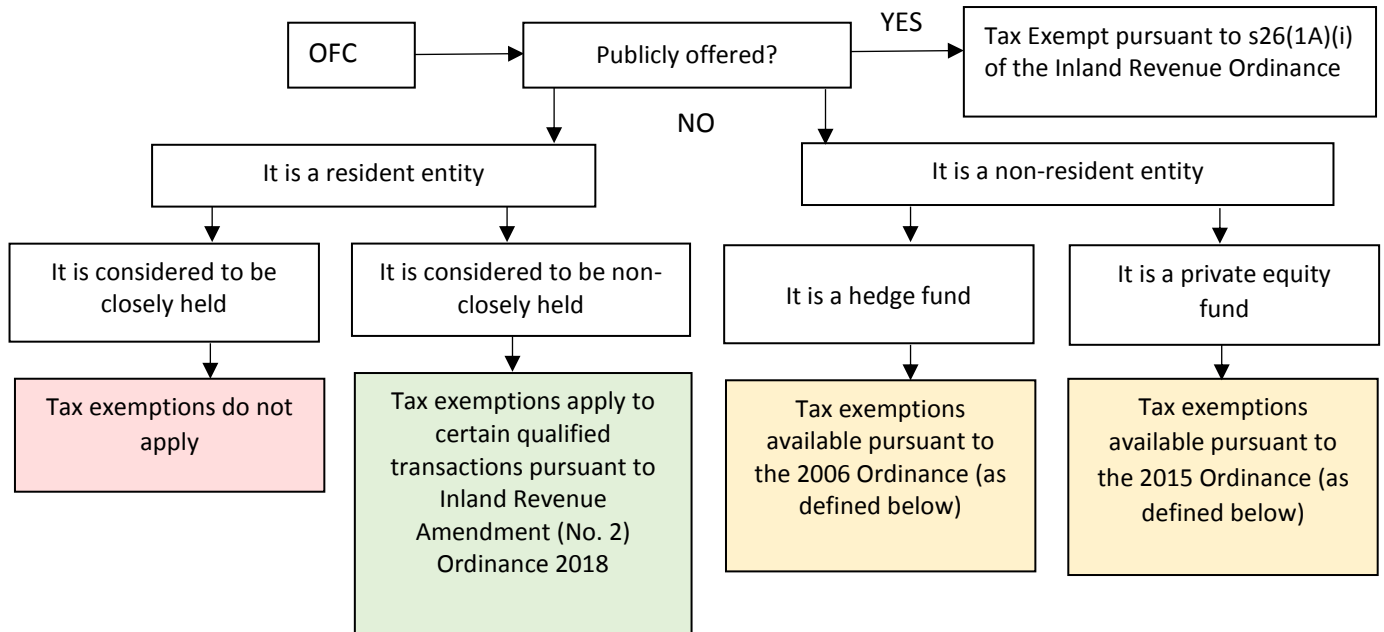 OFC
Publicly offered?
YES
Tax Exempt pursuant to s26(1A)(i)
of the Inland Revenue Ordinance
NO
It is a resident entity
It is a non-resident entity
It is considered to be
closely held
It is considered to be non-
closely held
It is a hedge fund
It is a private equity
fund
Tax exemptions do not
apply
Tax exemptions apply to
certain qualified
transactions pursuant to
Inland Revenue
Amendment (No. 2)
Ordinance 2018
Tax exemptions
available pursuant to
the 2006 Ordinance (as
defined below)
Tax exemptions
available pursuant to
the 2015 Ordinance (as
defined below)